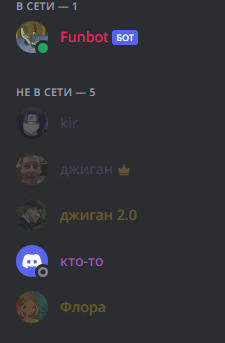 В СЕТИ — 1
Funbot БОТ
НЕ В СЕТИ — 5
kir
джиган
джиган 2.0
кто-то
Флора